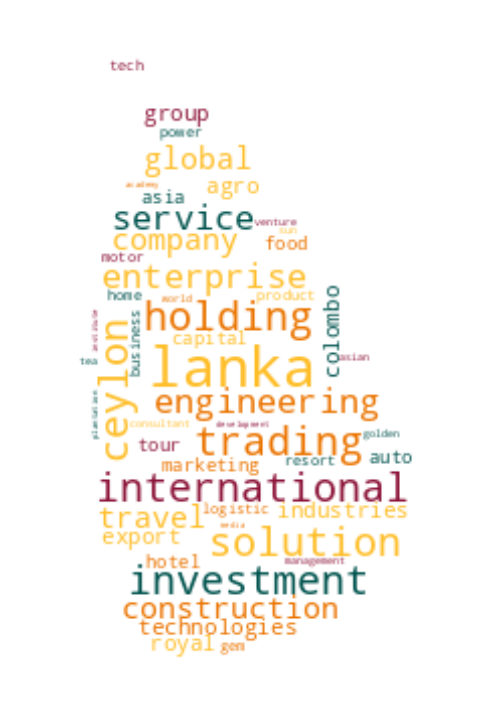 tech
group
power
global
academy
agro
asia
service
venture
sun
company
food
motor
enterprise
home
world
product
holding
colombo
institute
business
capital
ceylon
lanka
asian
tea
engineering
plantation
consultant
development
trading
golden
tour
marketing
resort
auto
international
travel
logistic
industries
media
export
solution
hotel
management
investment
construction
technologies
royal
gem